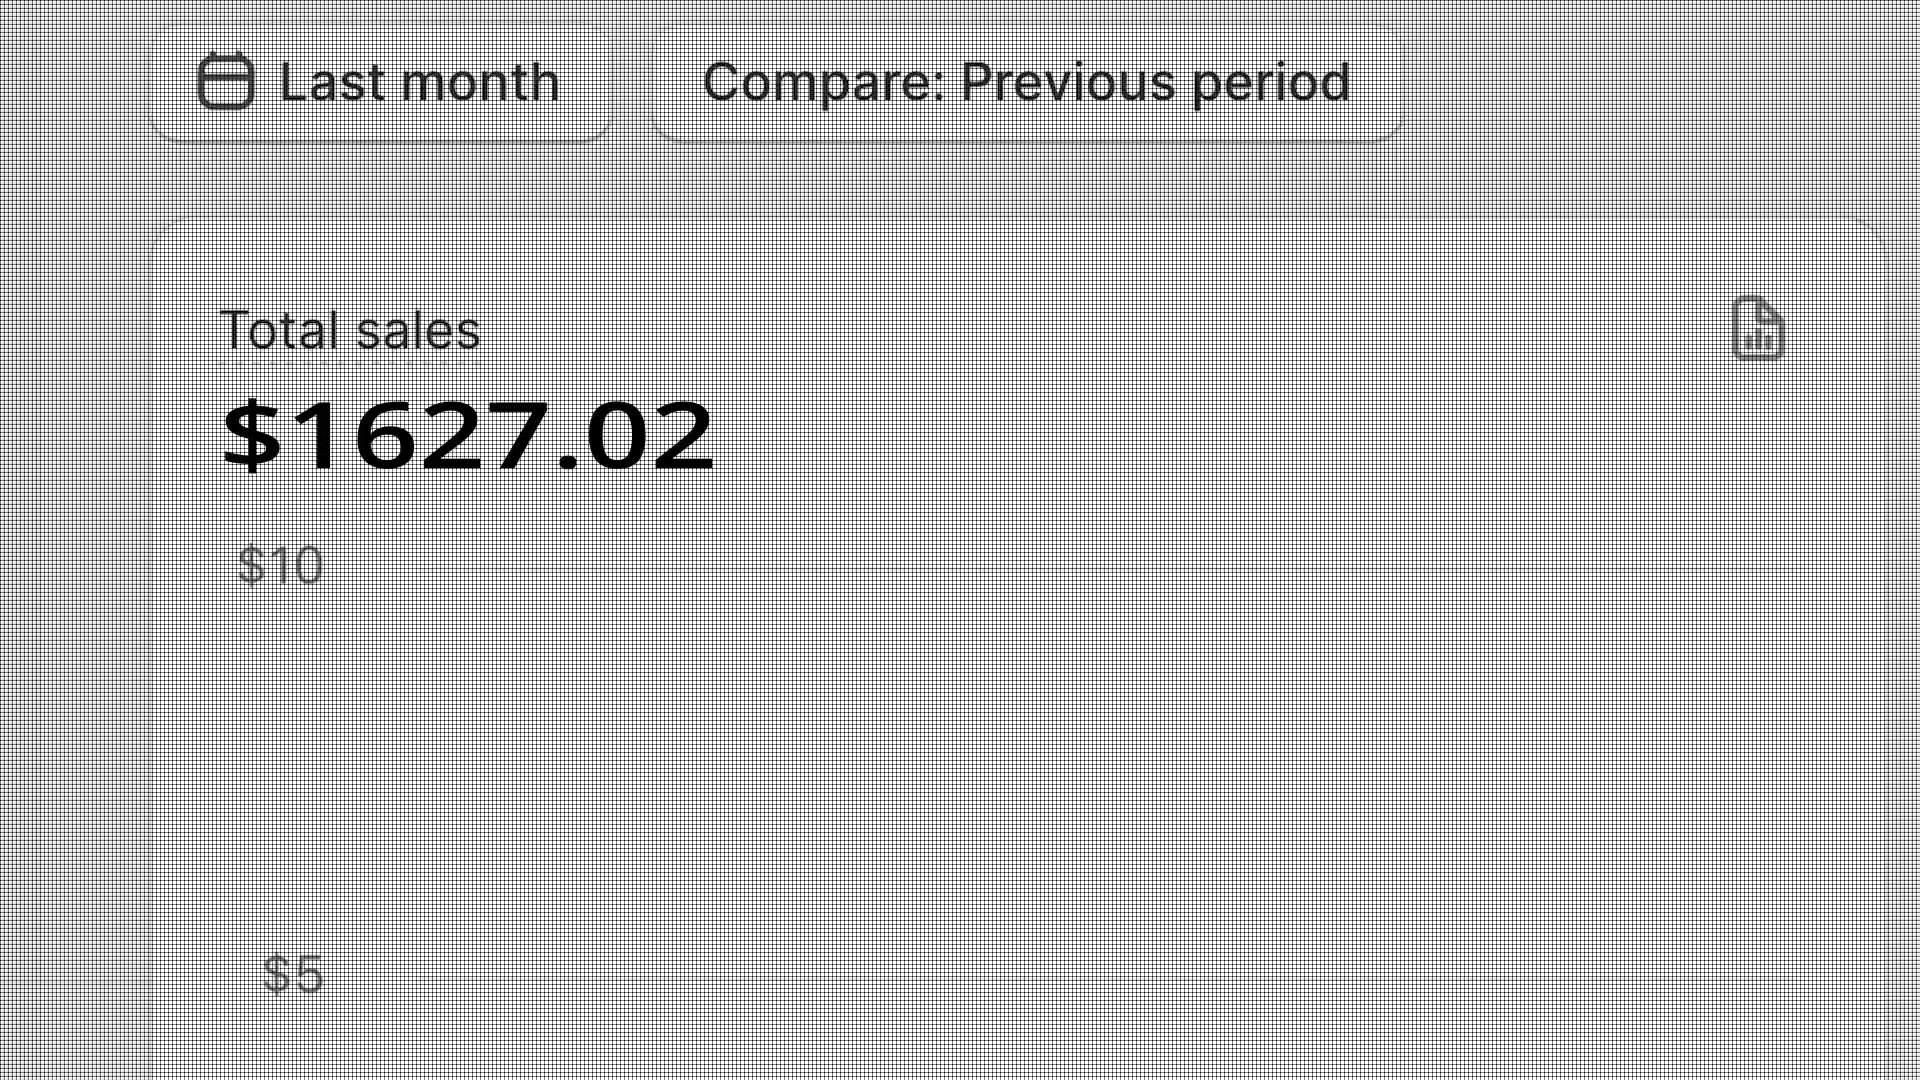 Last month
Compare: Previous period
Total sales
$1627.02
$10
$5